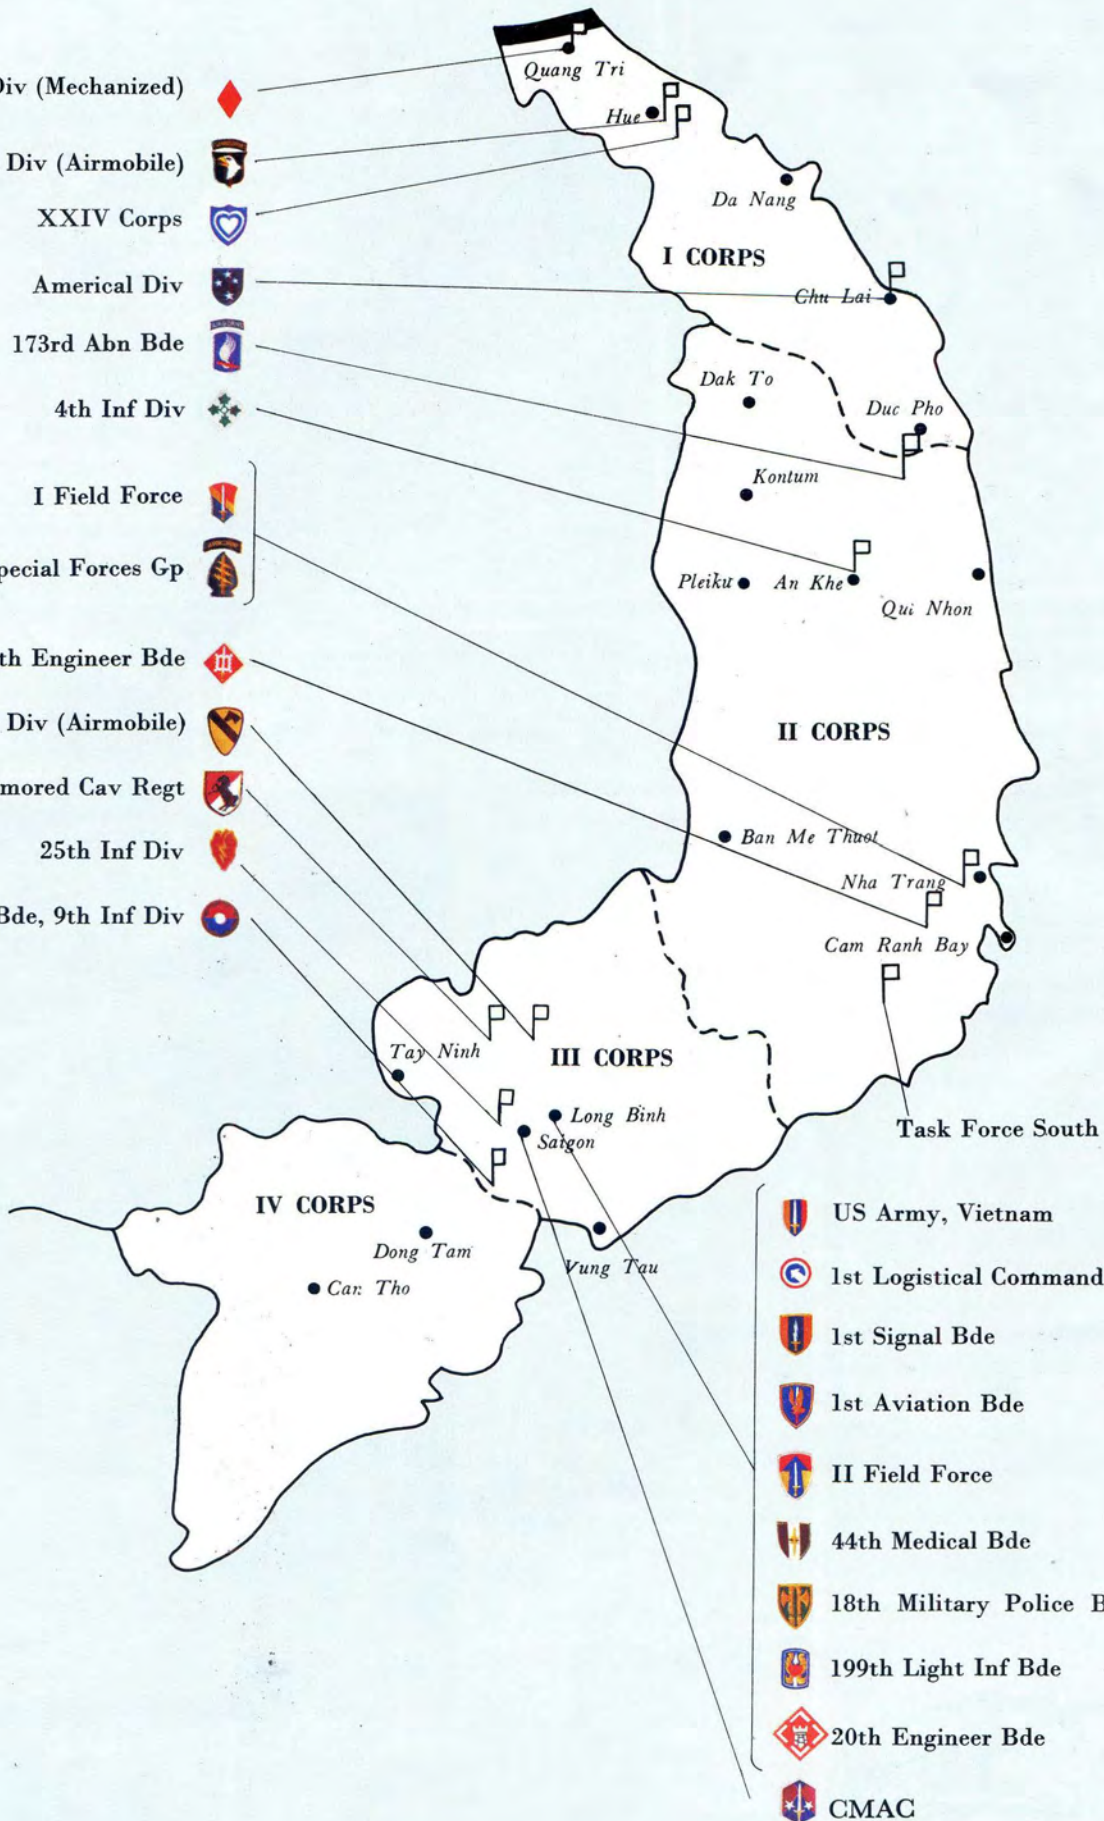 Div (Mechanized)
Div (Airmobile)
XXIV Corps
Americal Div
173rd Abn Bde
4th Inf Div
I Field Force
pecial Forces Gp
th Engineer Bde
Div (Airmobile)
mored Cav Regt
25th Inf Div
Bde, 9th Inf Div
Quang Tri
Hue
Da Nang
I CORPS
Chu Lai
Dak To
Duc Pho
Kontum
Pleiku
An Khe
Qui Nhon
II CORPS
Ban Me Thuot
Nha Trang
Cam Ranh Bay
Tay Ninh
III CORPS
Long Binh
Saigon
Task Force South
IV CORPS
Dong Tam
Can Tho
Vung Tau
US Army, Vietnam
1st Logistical Command
1st Signal Bde
1st Aviation Bde
II Field Force
44th Medical Bde
18th Military Police B
199th Light Inf Bde
20th Engineer Bde
CMAC